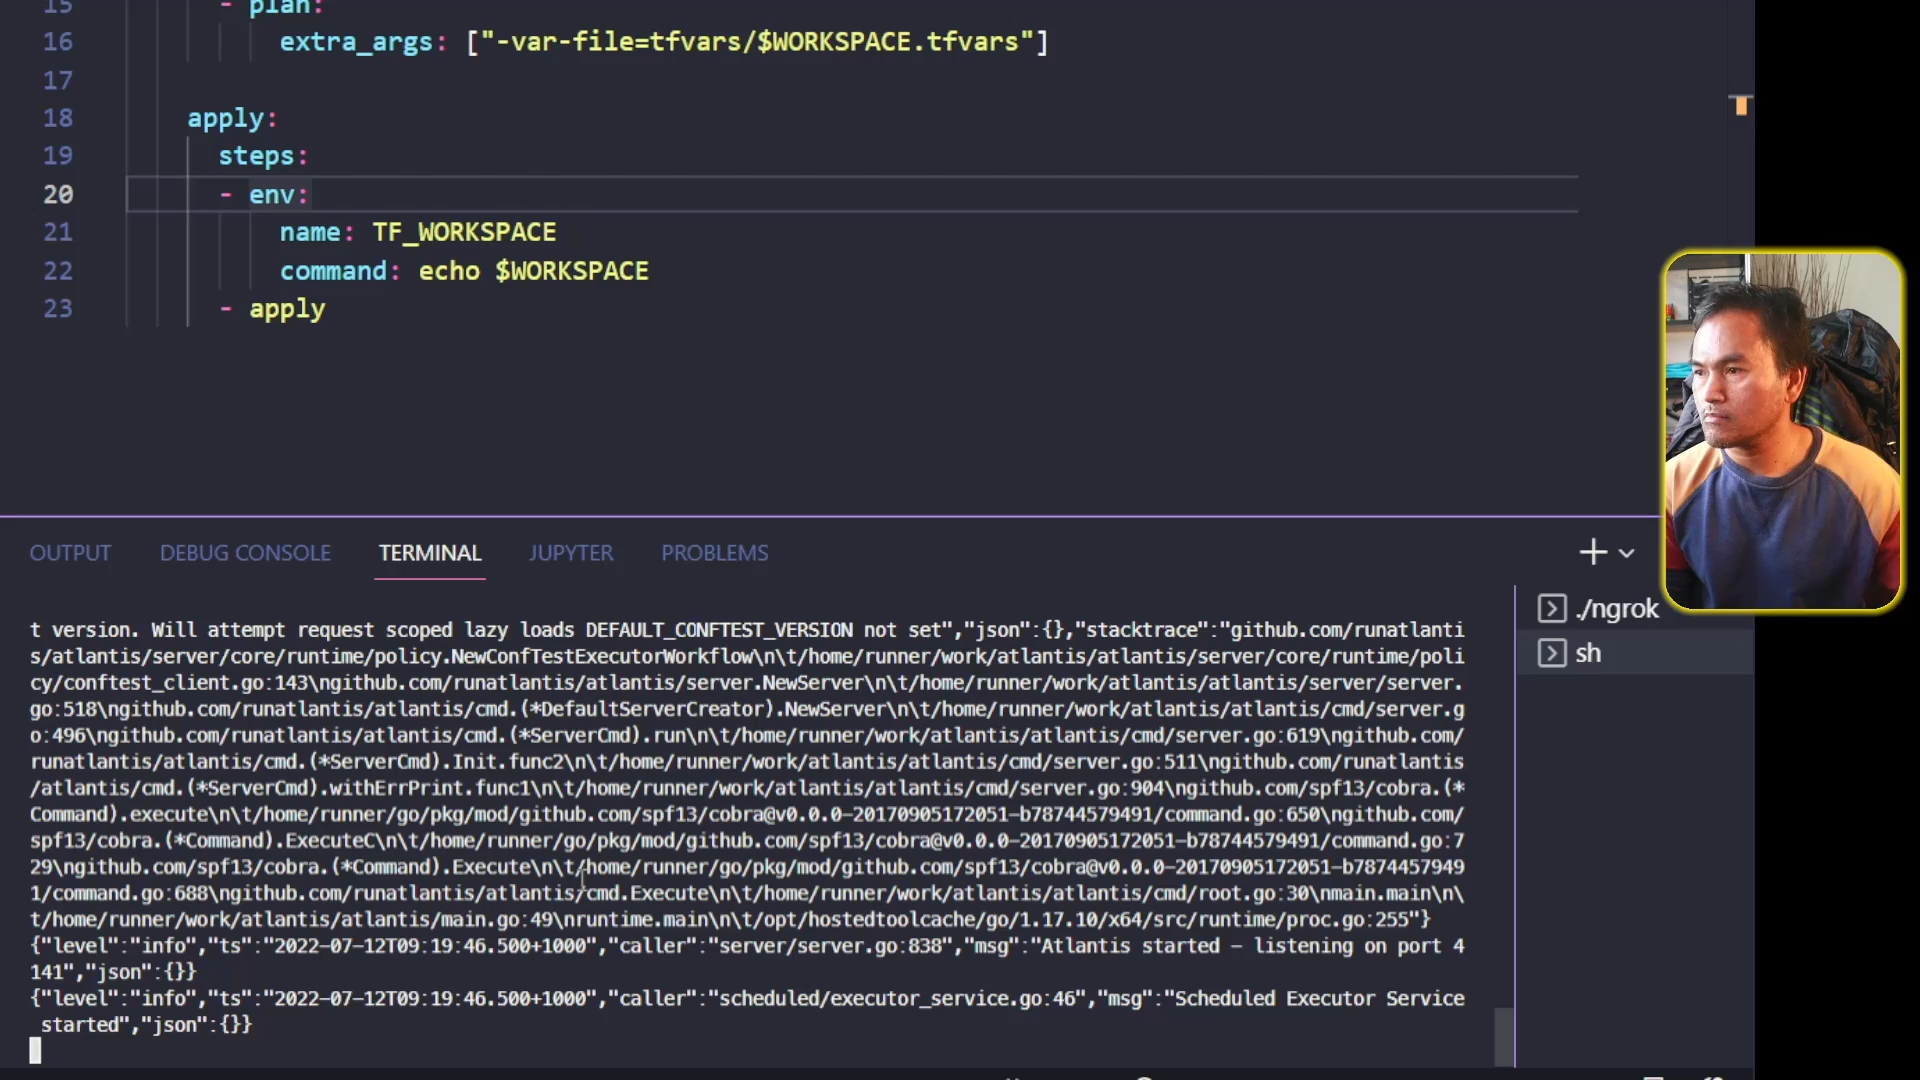 15 - plan:
16 extra_args: ["-var-file=tfvars/$WORKSPACE.tfvars"]
17
18 apply:
19 steps:
20 - env:
21 name: TF_WORKSPACE
22 command: echo $WORKSPACE
23 - apply
OUTPUT DEBUG CONSOLE TERMINAL JUPYTER PROBLEMS
./ngrok
sh
t version. Will attempt request scoped lazy loads DEFAULT_CONFTEST_VERSION not set","json":{},"stacktrace":"github.com/runatlanti
s/atlantis/server/core/runtime/policy.NewConfTestExecutorWorkflow\n\t/home/runner/work/atlantis/atlantis/server/core/runtime/poli
cy/conftest_client.go:143\ngithub.com/runatlantis/atlantis/server.NewServer\n\t/home/runner/work/atlantis/atlantis/server/server.
go:518\ngithub.com/runatlantis/atlantis/cmd.(*DefaultServerCreator).NewServer\n\t/home/runner/work/atlantis/atlantis/cmd/server.g
o:496\ngithub.com/runatlantis/atlantis/cmd.(*ServerCmd).run\n\t/home/runner/work/atlantis/atlantis/cmd/server.go:619\ngithub.com/
runatlantis/atlantis/cmd.(*ServerCmd).Init.func2\n\t/home/runner/work/atlantis/atlantis/cmd/server.go:511\ngithub.com/runatlantis
/atlantis/cmd.(*ServerCmd).withErrPrint.func1\n\t/home/runner/work/atlantis/atlantis/cmd/server.go:904\ngithub.com/spf13/cobra.(*
Command).execute\n\t/home/runner/go/pkg/mod/github.com/spf13/cobra@v0.0.0-20170905172051-b78744579491/command.go:650\ngithub.com/
spf13/cobra.(*Command).ExecuteC\n\t/home/runner/go/pkg/mod/github.com/spf13/cobra@v0.0.0-20170905172051-b78744579491/command.go:7
29\ngithub.com/spf13/cobra.(*Command).Execute\n\t/home/runner/go/pkg/mod/github.com/spf13/cobra@v0.0.0-20170905172051-b7874457949
1/command.go:688\ngithub.com/runatlantis/atlantis/cmd.Execute\n\t/home/runner/work/atlantis/atlantis/cmd/root.go:30\nmain.main\n\
t/home/runner/work/atlantis/atlantis/main.go:49\nruntime.main\n\t/opt/hostedtoolcache/go/1.17.10/x64/src/runtime/proc.go:255"}
{"level":"info","ts":"2022-07-12T09:19:46.500+1000","caller":"server/server.go:838","msg":"Atlantis started - listening on port 4
141","json":{}}
{"level":"info","ts":"2022-07-12T09:19:46.500+1000","caller":"scheduled/executor_service.go:46","msg":"Scheduled Executor Service
started","json":{}}